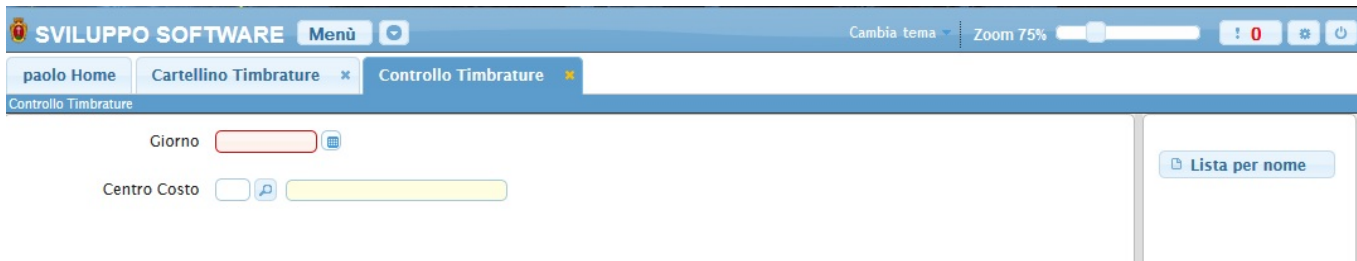 SVILUPPO SOFTWARE Menù Cambia tema Zoom 75% ! 0
paolo Home Cartellino Timbrature × Controllo Timbrature ×
Controllo Timbrature
Giorno
Lista per nome
Centro Costo